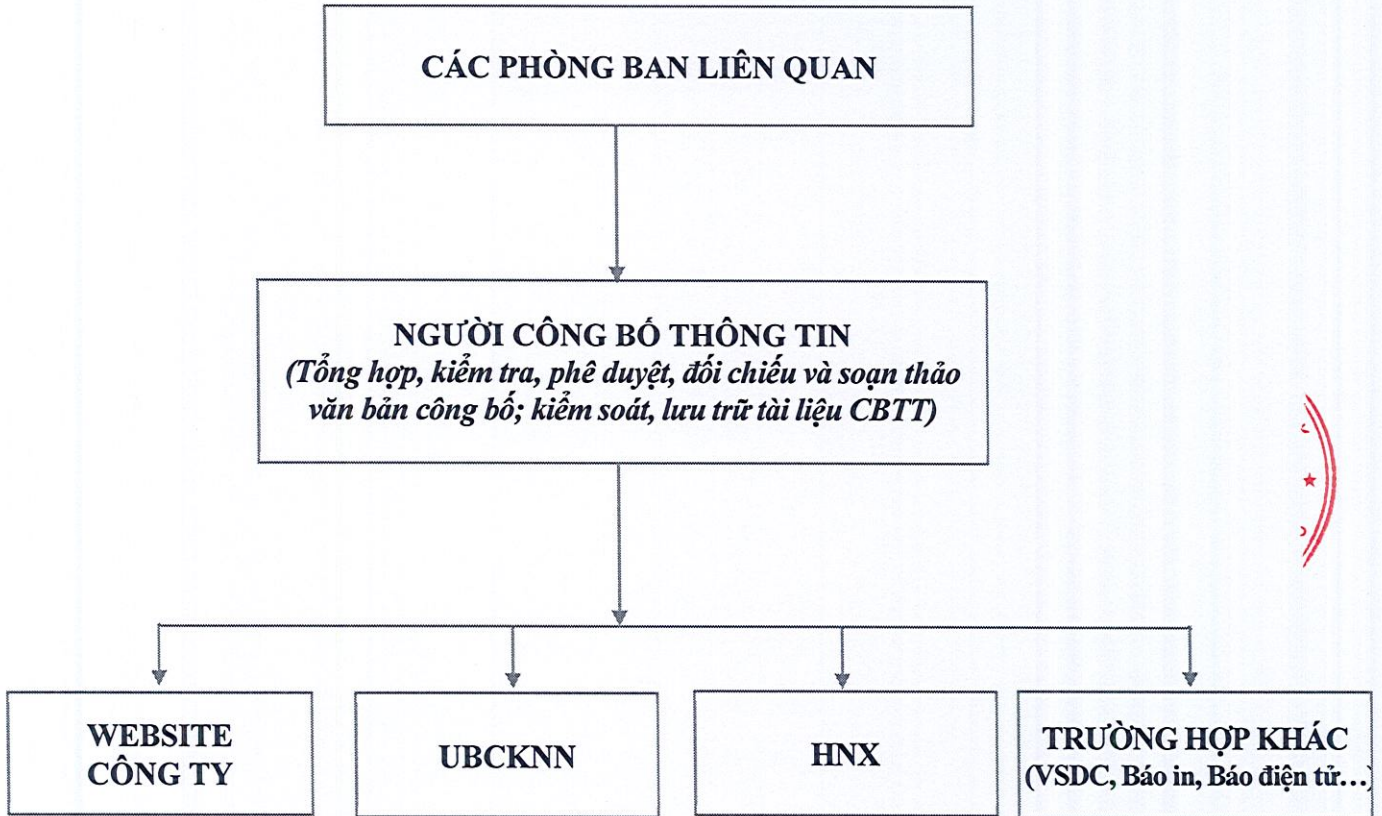 CÁC PHÒNG BAN LIÊN QUAN
NGƯỜI CÔNG BỐ THÔNG TIN
(Tổng hợp, kiểm tra, phê duyệt, đối chiếu và soạn thảo
văn bản công bố; kiểm soát, lưu trữ tài liệu CBTT)
WEBSITE
CÔNG TY
UBCKNN
HNX
TRƯỜNG HỢP KHÁC
(VSDC, Báo in, Báo điện tử...)